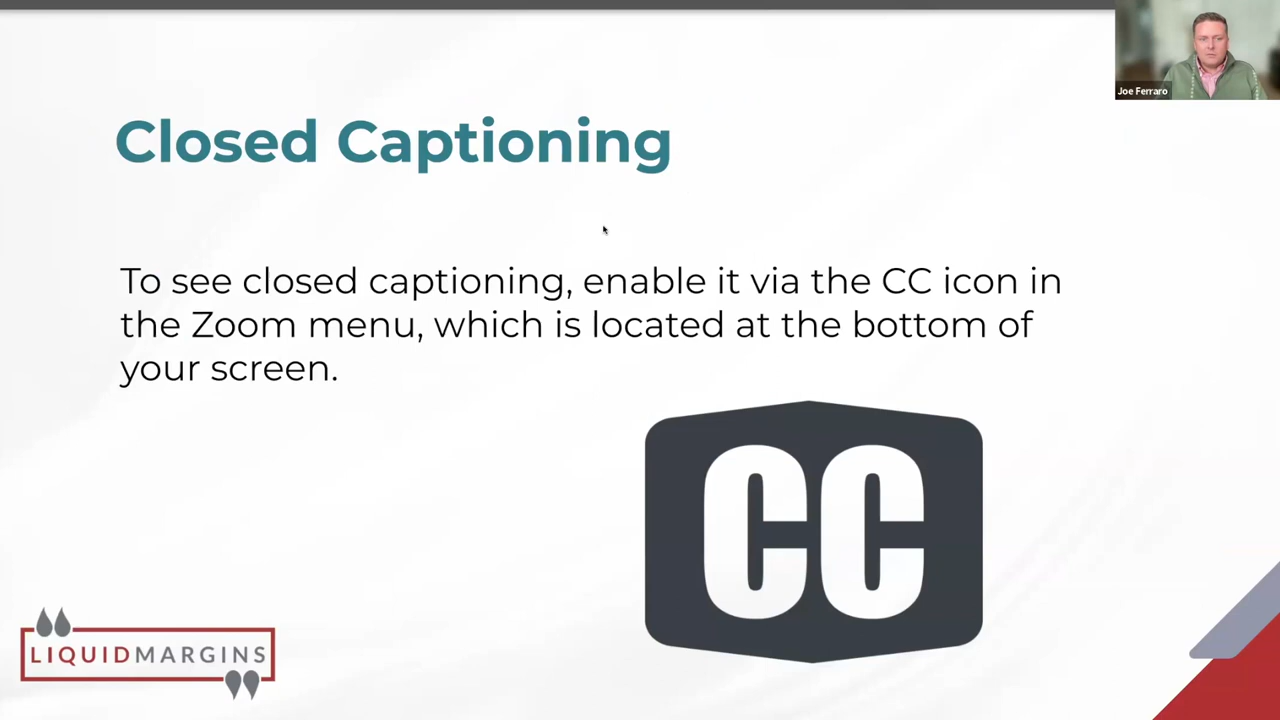 Joe Ferraro
Closed Captioning
To see closed captioning, enable it via the CC icon in
the Zoom menu, which is located at the bottom of
your screen.
CC
LIQUIDMARGINS